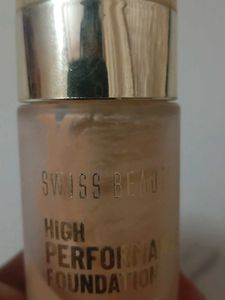 SWISS BEAUT
HIGH
PERFORMA
FOUNDATION